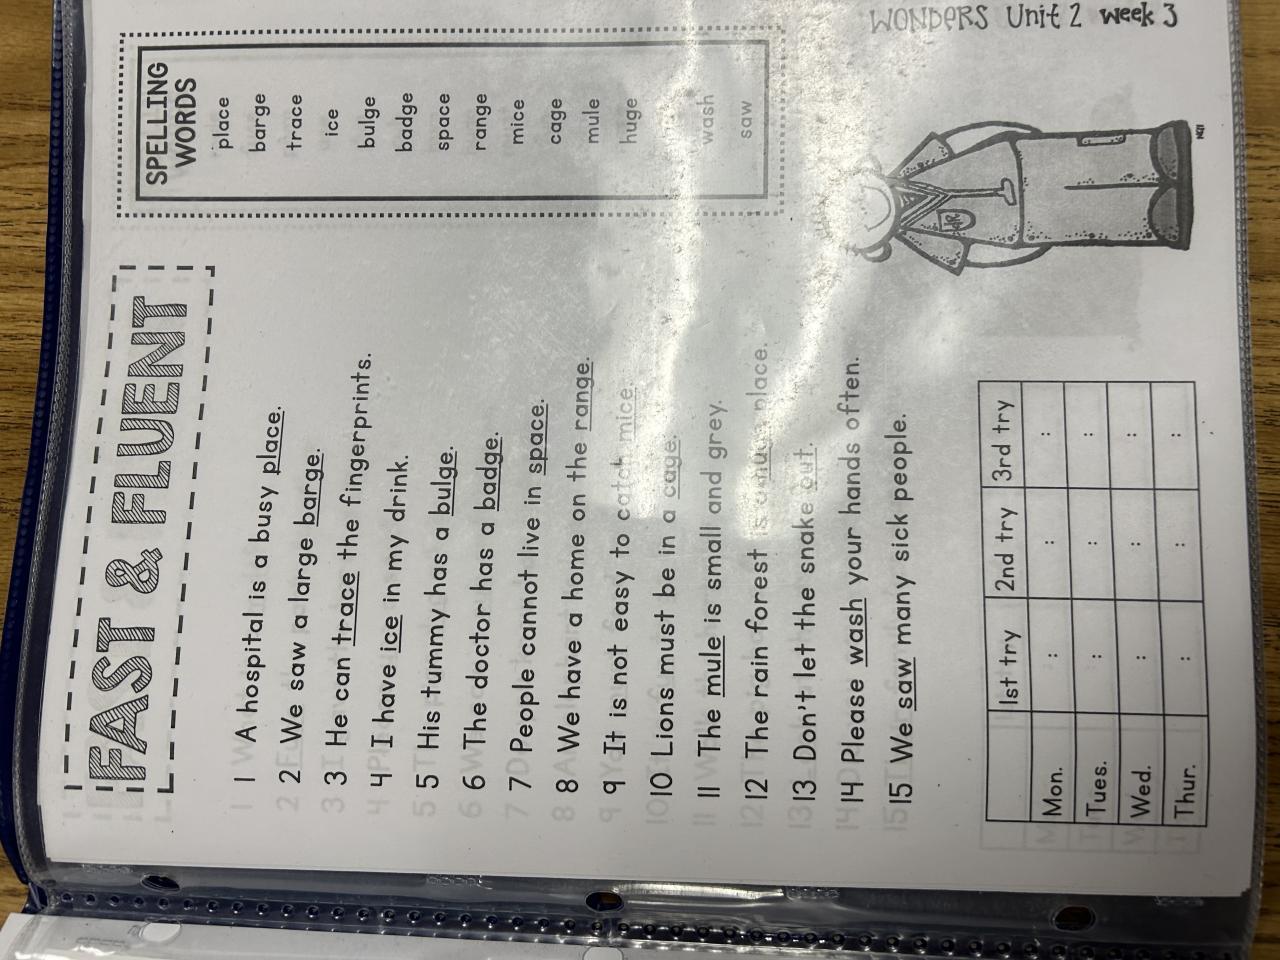 WONDERS Unit 2 week 3
FAST & FLUENT
1 A hospital is a busy place.
2 We saw a large barge.
3 He can trace the fingerprints.
4 I have ice in my drink.
5 His tummy has a bulge.
6 The doctor has a badge.
7 People cannot live in space.
8 We have a home on the range.
9 It is not easy to catch mice.
10 Lions must be in a cage.
11 The mule is small and grey.
12 The rain forest is a huge place.
13 Don't let the snake out.
14 Please wash your hands often.
15 We saw many sick people.
SPELLING
WORDS
place
barge
trace
ice
bulge
badge
space
range
mice
cage
mule
huge
wash
saw
1st try 2nd try 3rd try
Mon. : : :
Tues. : : :
Wed. : : :
Thur. : : :